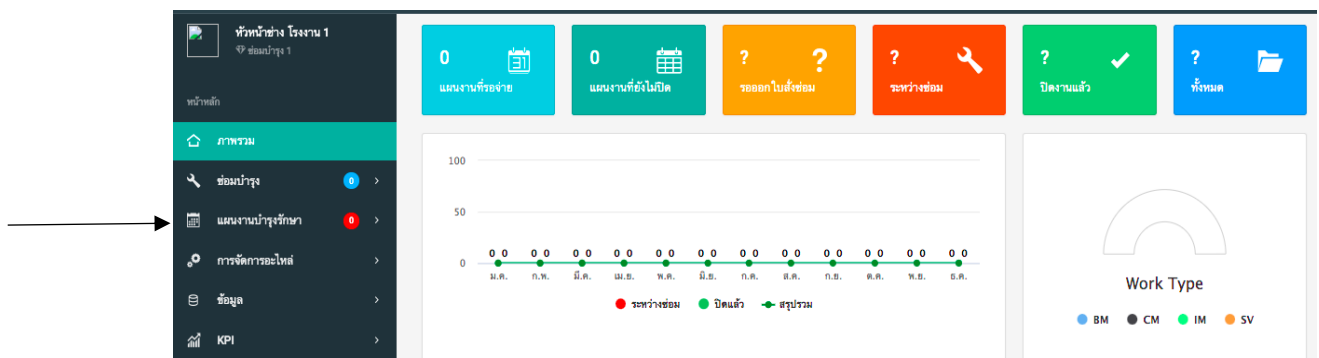 หัวหน้าช่าง โรงงาน 1
ซ่อมบำรุง 1
หน้าหลัก
ภาพรวม
ซ่อมบำรุง 0
แผนงานบำรุงรักษา 0
การจัดการอะไหล่
ข้อมูล
KPI
0
แผนงานที่รอจ่าย
0
แผนงานที่ยังไม่ปิด
?
รอออกใบสั่งซ่อม
?
ระหว่างซ่อม
?
ปิดงานแล้ว
?
ทั้งหมด
100
50
0
0 0 0 0 0 0 0 0 0 0 0 0 0 0 0 0 0 0 0 0 0 0 0 0
ม.ค. ก.พ. มี.ค. เม.ย. พ.ค. มิ.ย. ก.ค. ส.ค. ก.ย. ต.ค. พ.ย. ธ.ค.
ระหว่างซ่อม ปิดแล้ว สรุปรวม
Work Type
BM CM IM SV